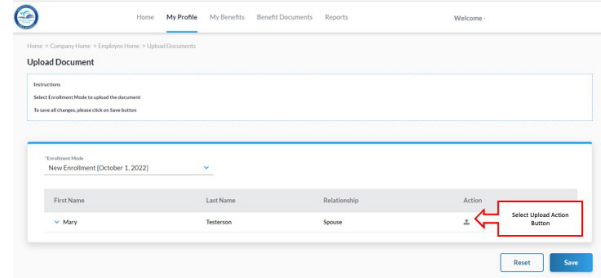 Home My Profile My Benefits Benefit Documents Reports Welcome -
Home > Company Home > Employee Home > Upload Documents
Upload Document
Instructions
Select Enrollment Mode to upload the document
To save all changes, please click on Save button
*Enrollment Mode
New Enrollment [October 1, 2022]
First Name Last Name Relationship Action
Mary Testerson Spouse
Select Upload Action
Button
Reset Save